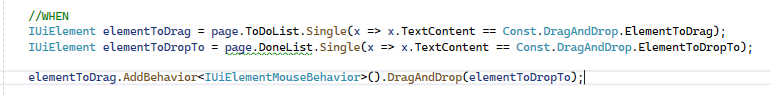 //WHEN
IUiElement elementToDrag = page.ToDoList.Single(x => x.TextContent == Const.DragAndDrop.ElementToDrag);
IUiElement elementToDropTo = page.DoneList.Single(x => x.TextContent == Const.DragAndDrop.ElementToDropTo);
elementToDrag.AddBehavior<IUiElementMouseBehavior>().DragAndDrop(elementToDropTo);